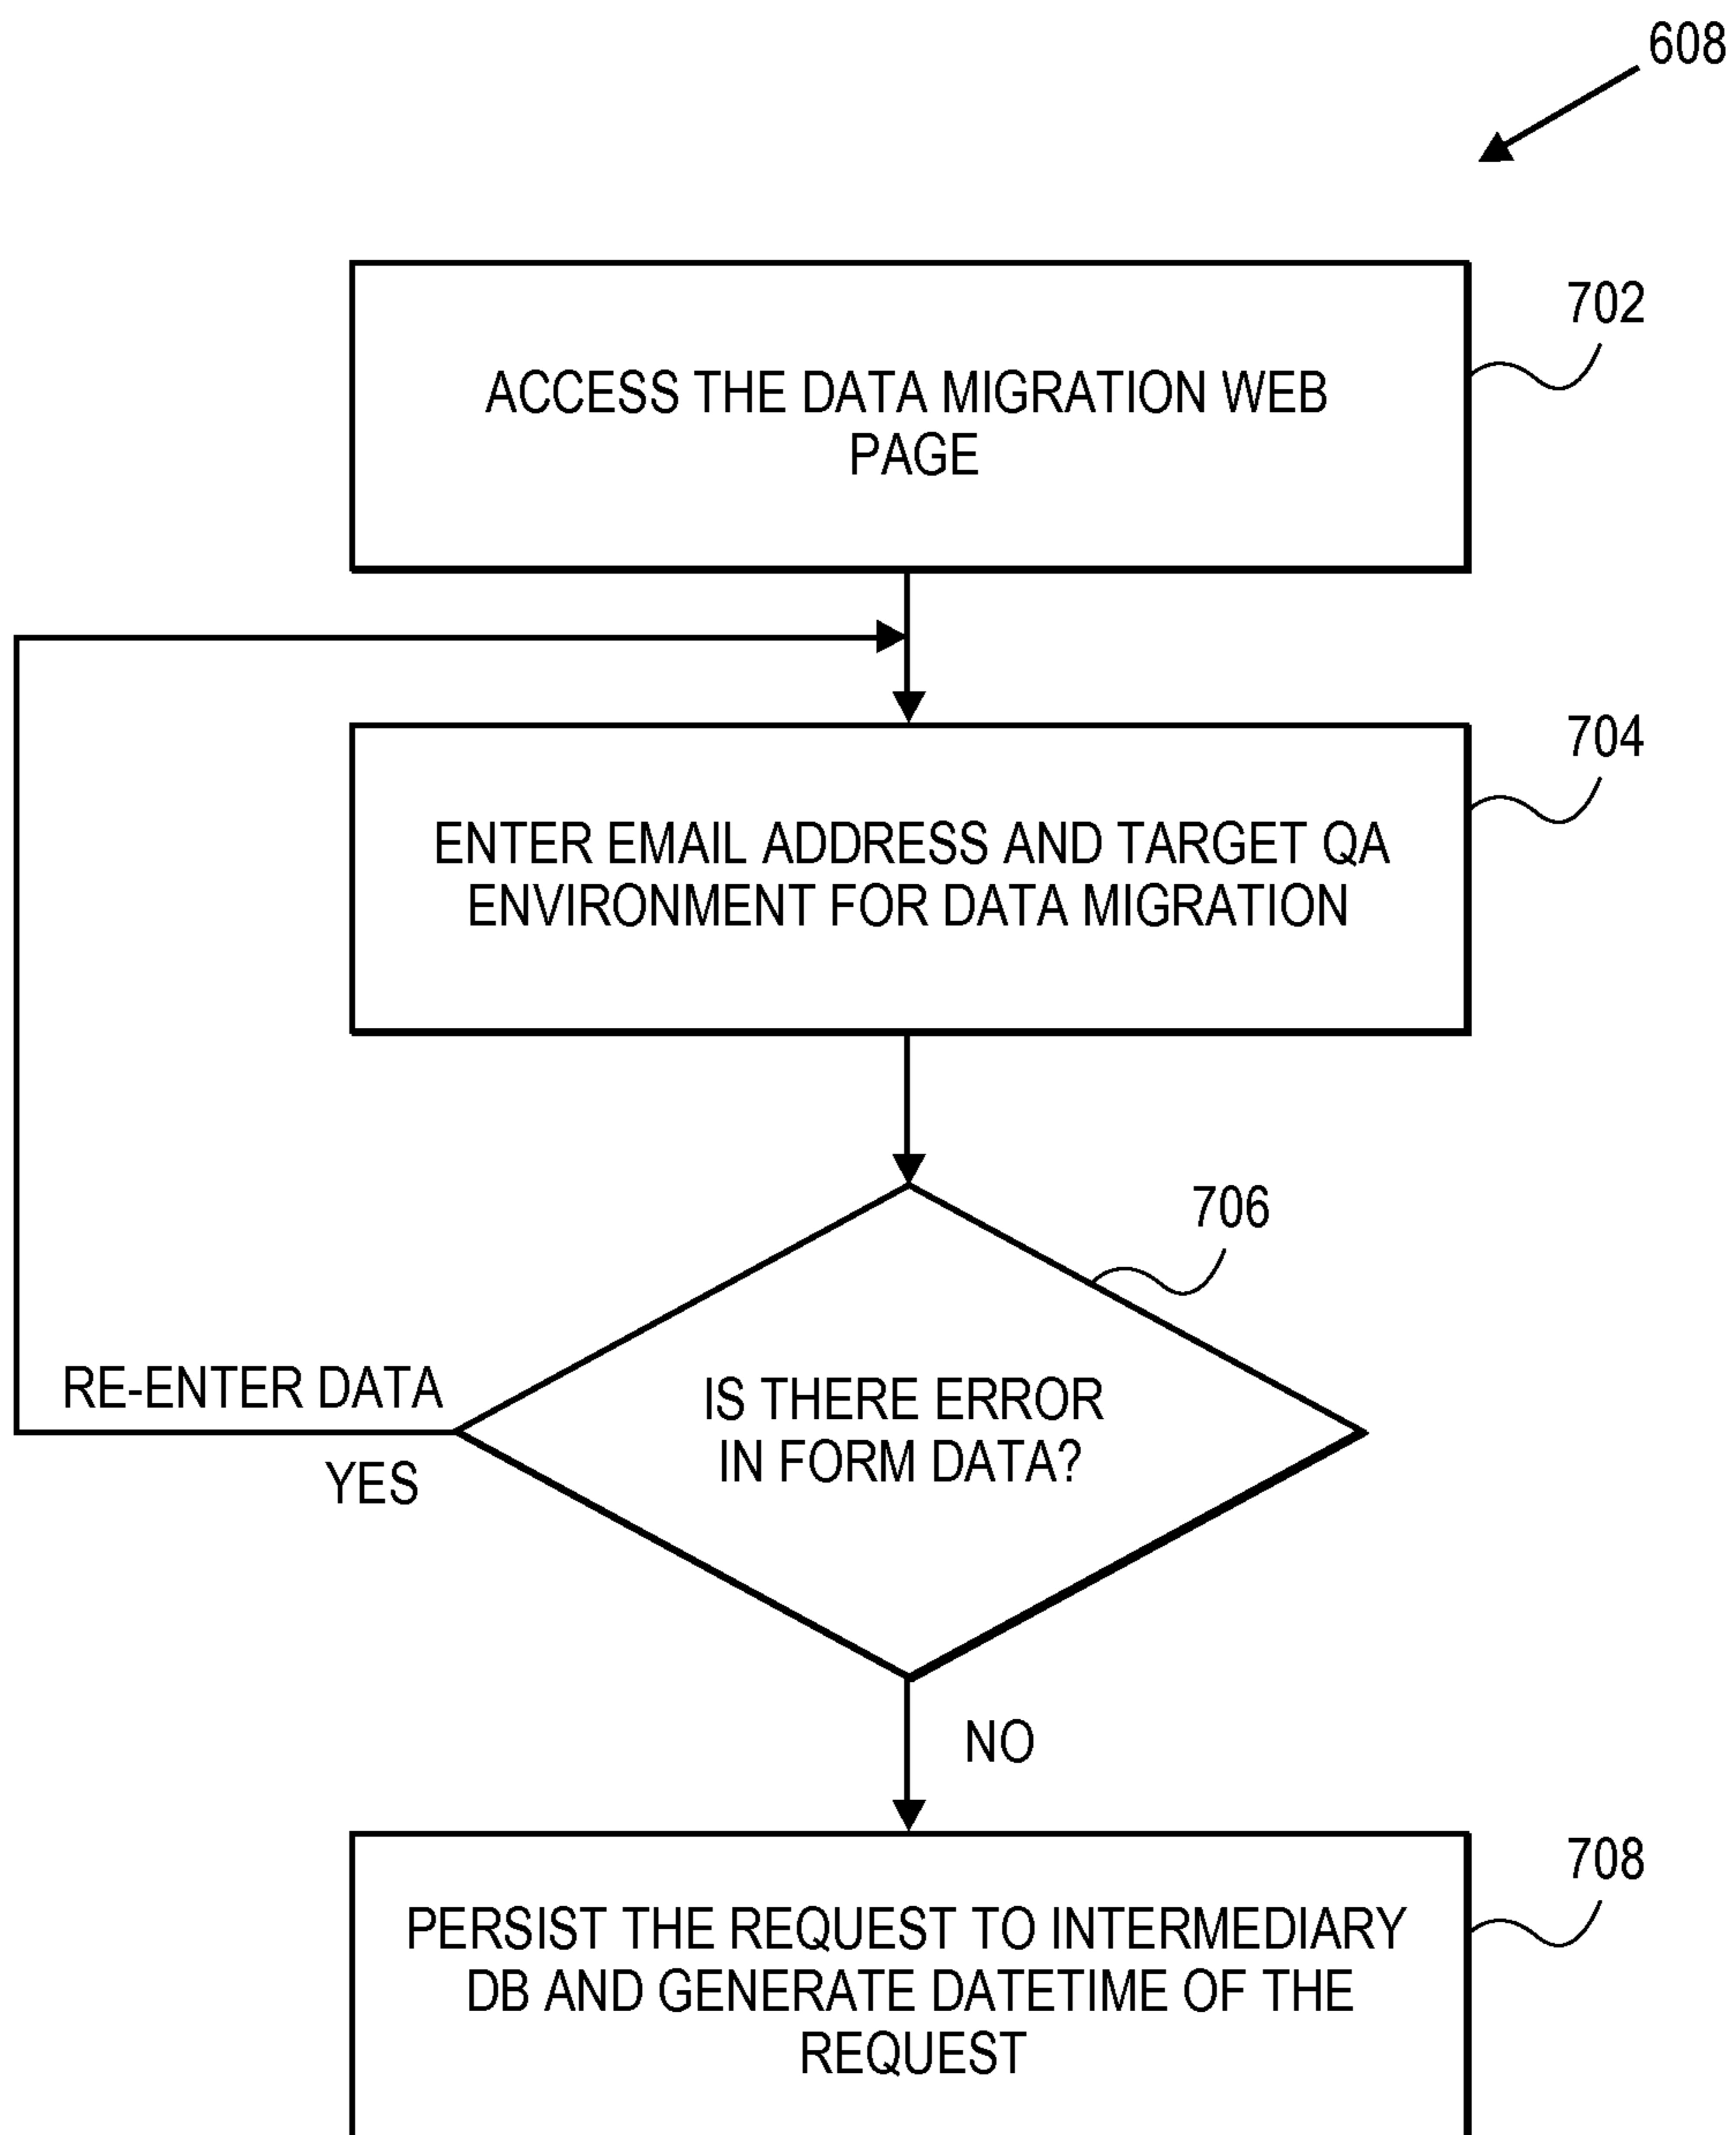 608
702
ACCESS THE DATA MIGRATION WEB
PAGE
704
ENTER EMAIL ADDRESS AND TARGET QA
ENVIRONMENT FOR DATA MIGRATION
706
RE-ENTER DATA
YES
IS THERE ERROR
IN FORM DATA?
NO
708
PERSIST THE REQUEST TO INTERMEDIARY
DB AND GENERATE DATETIME OF THE
REQUEST